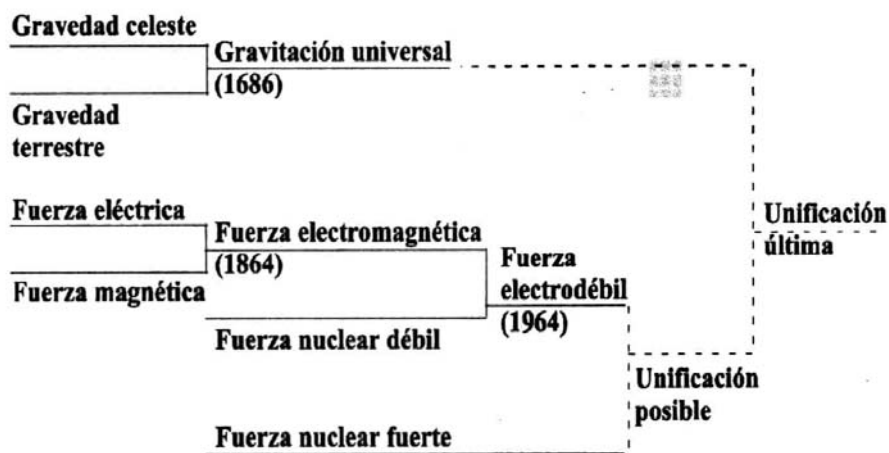 Gravedad celeste
Gravitación universal
(1686)
Gravedad
terrestre
Fuerza eléctrica
Fuerza electromagnética
(1864)
Fuerza magnética
Fuerza
electrodébil
(1964)
Fuerza nuclear débil
Unificación
última
Unificación
posible
Fuerza nuclear fuerte